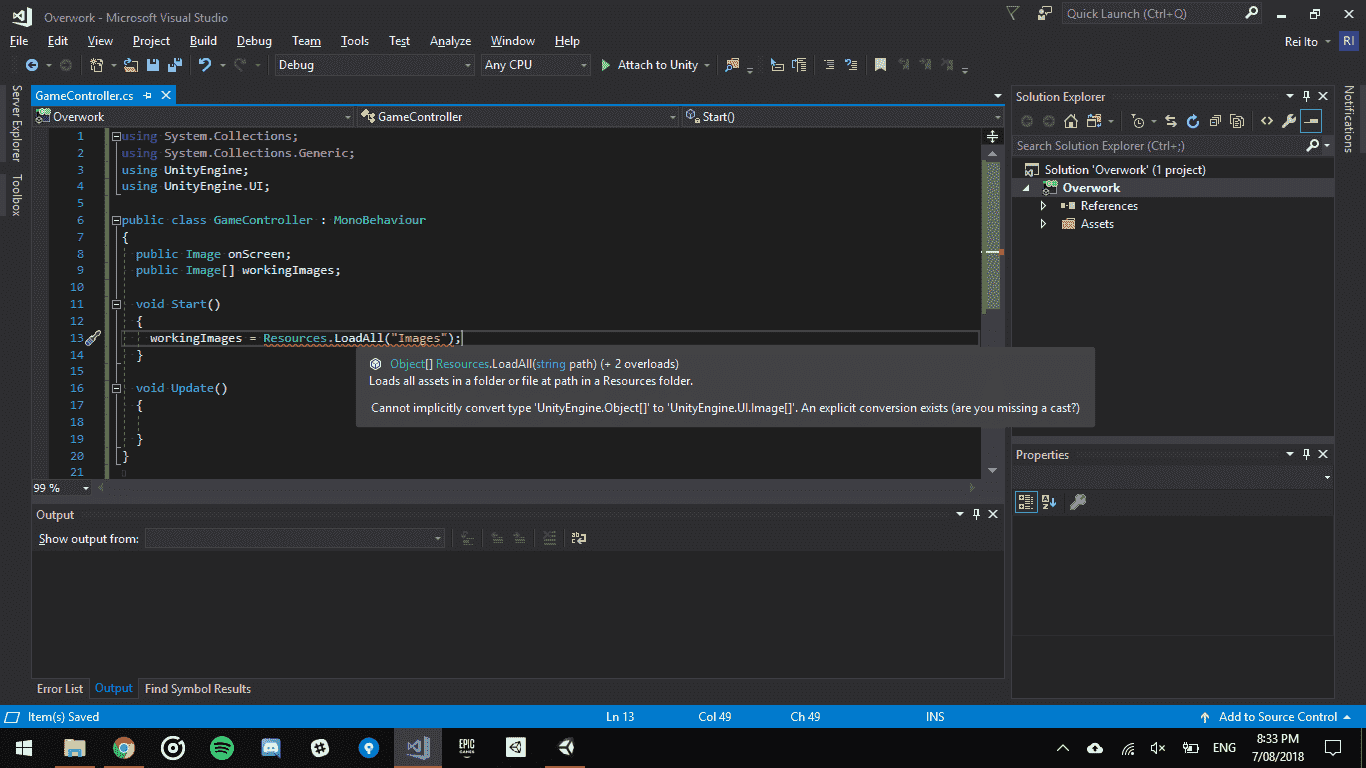 Overwork - Microsoft Visual Studio
Quick Launch (Ctrl+Q)
File Edit View Project Build Debug Team Tools Test Analyze Window Help
Rei Ito RI
Debug Any CPU Attach to Unity
Server Explorer
Toolbox
GameController.cs
Overwork GameController Start()
1 using System.Collections;
2 using System.Collections.Generic;
3 using UnityEngine;
4 using UnityEngine.UI;
5
6 public class GameController : MonoBehaviour
7 {
8 public Image onScreen;
9 public Image[] workingImages;
10
11 void Start()
12 {
13 workingImages = Resources.LoadAll("Images");
14 }
15
16 void Update()
17 {
18
19 }
20 }
21
Object[] Resources.LoadAll(string path) (+ 2 overloads)
Loads all assets in a folder or file at path in a Resources folder.
Cannot implicitly convert type 'UnityEngine.Object[]' to 'UnityEngine.UI.Image[]'. An explicit conversion exists (are you missing a cast?)
99 %
Output
Show output from:
Error List Output Find Symbol Results
Solution Explorer
Search Solution Explorer (Ctrl+;)
Solution 'Overwork' (1 project)
Overwork
References
Assets
Properties
Notifications
Item(s) Saved Ln 13 Col 49 Ch 49 INS Add to Source Control
EPIC
GAMES
ENG
8:33 PM
7/08/2018